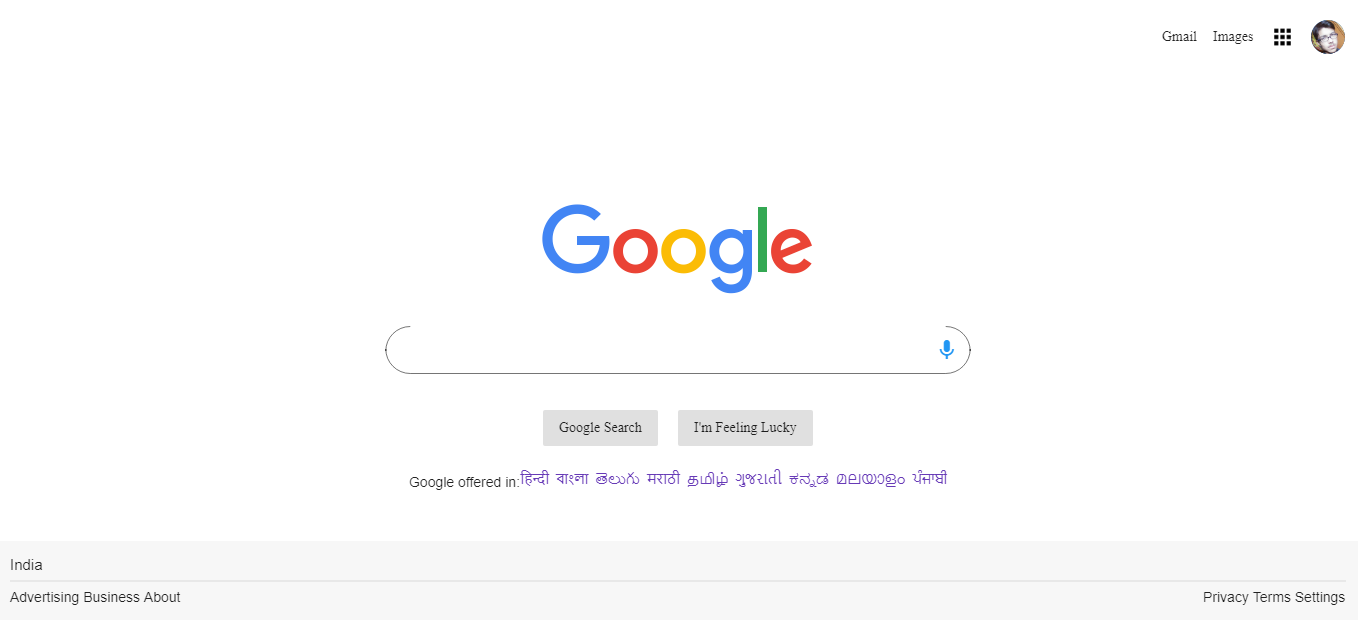 Gmail Images
Google
Google Search I'm Feeling Lucky
Google offered in:हिन्दी বাংলা తెలుగు मराठी தமிழ் ગુજરાતી ಕನ್ನಡ മലയാളം ਪੰਜਾਬੀ
India
Advertising Business About Privacy Terms Settings